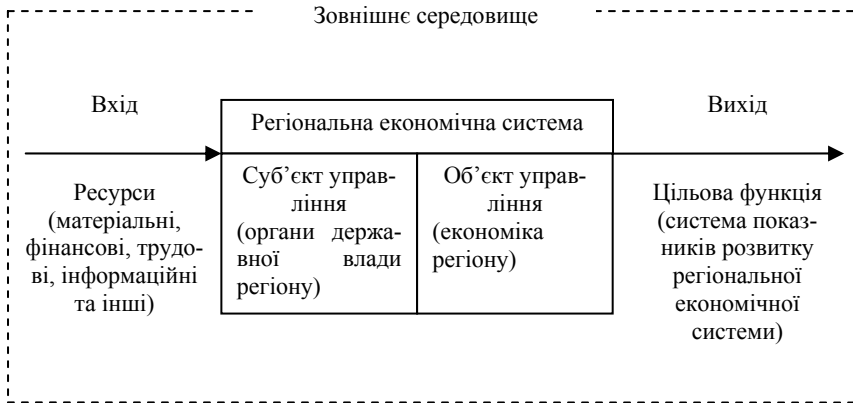 Зовнішнє середовище
Вхід
Ресурси
(матеріальні,
фінансові, трудо-
ві, інформаційні
та інші)
Регіональна економічна система
Суб’єкт управ-
ління
(органи держа-
вної влади
регіону)
Об’єкт управ-
ління
(економіка
регіону)
Вихід
Цільова функція
(система показ-
ників розвитку
регіональної
економічної
системи)